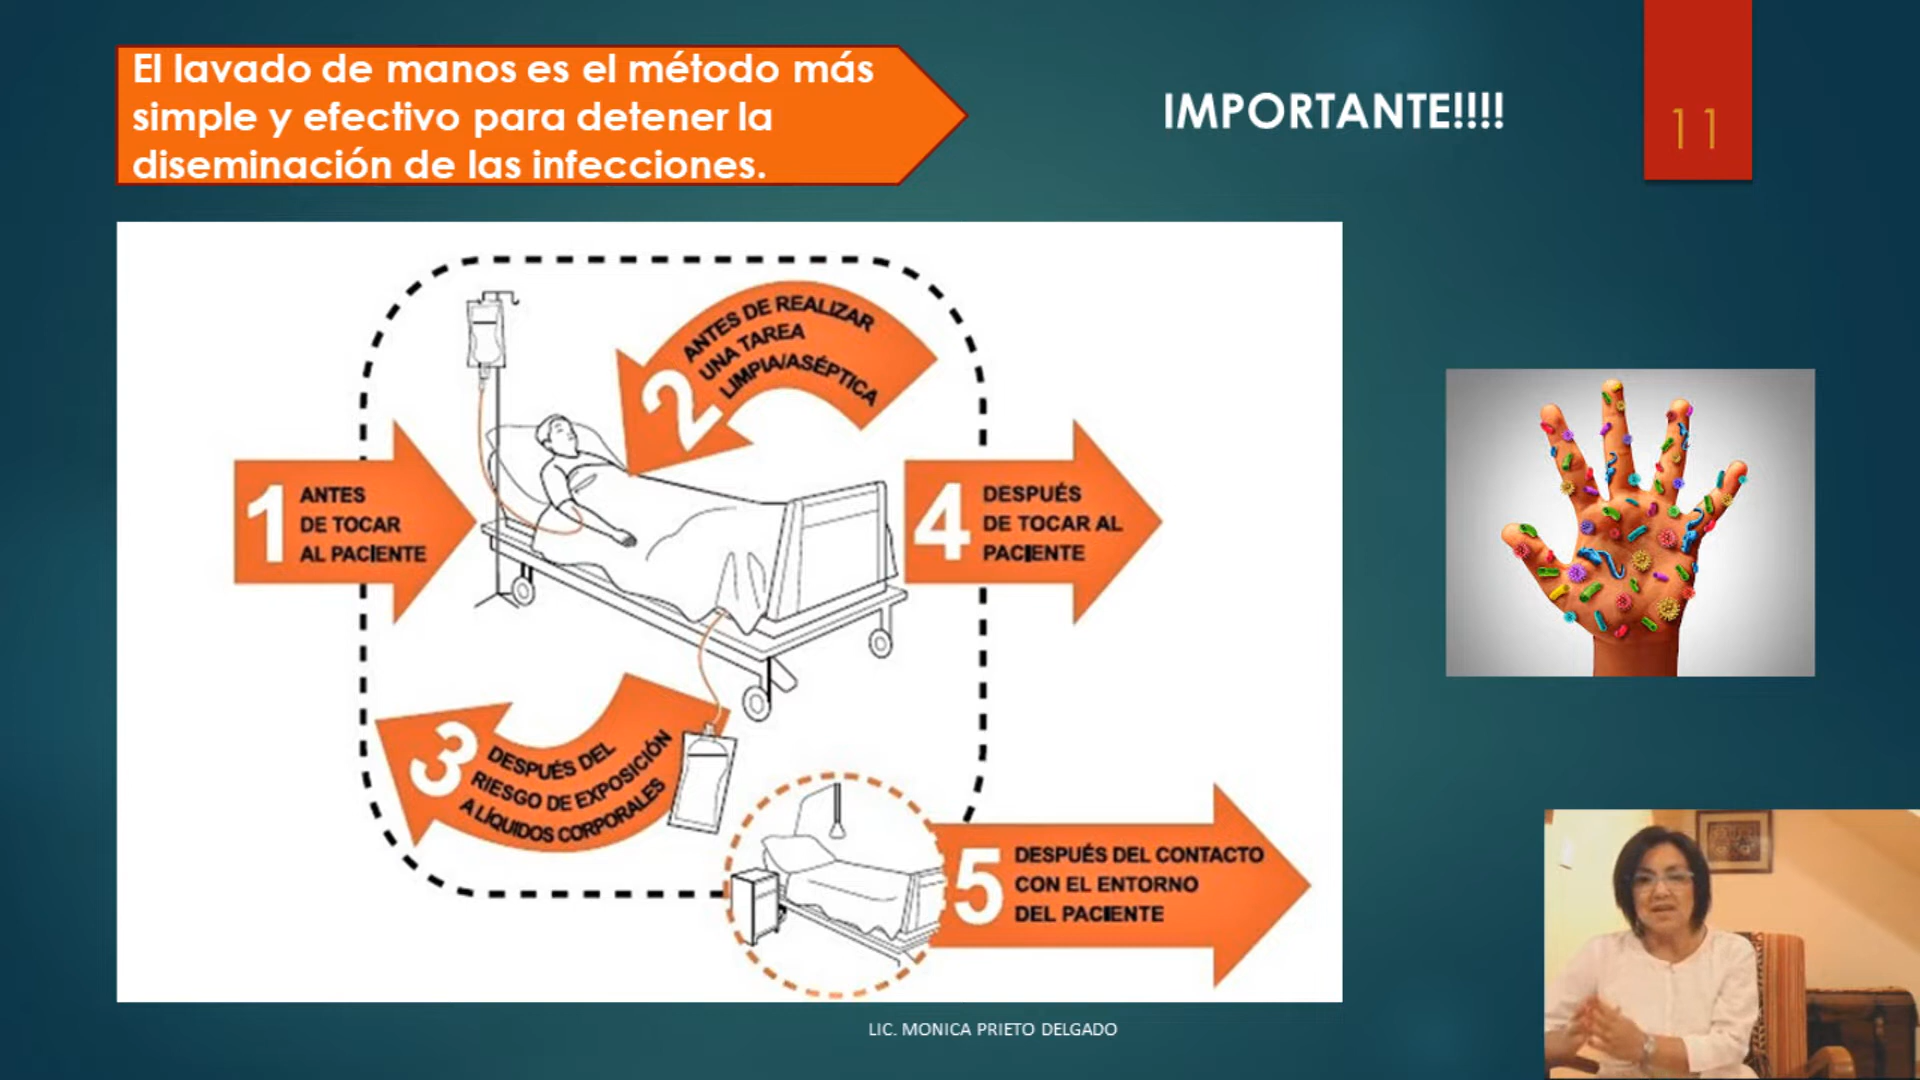 El lavado de manos es el método más
simple y efectivo para detener la
diseminación de las infecciones.
IMPORTANTE!!!!
11
1
ANTES
DE TOCAR
AL PACIENTE
2
ANTES DE REALIZAR
UNA TAREA
LIMPIA/ASÉPTICA
3
DESPUÉS DEL
RIESGO DE EXPOSICIÓN
A LÍQUIDOS CORPORALES
4
DESPUÉS
DE TOCAR AL
PACIENTE
5
DESPUÉS DEL CONTACTO
CON EL ENTORNO
DEL PACIENTE
LIC. MONICA PRIETO DELGADO